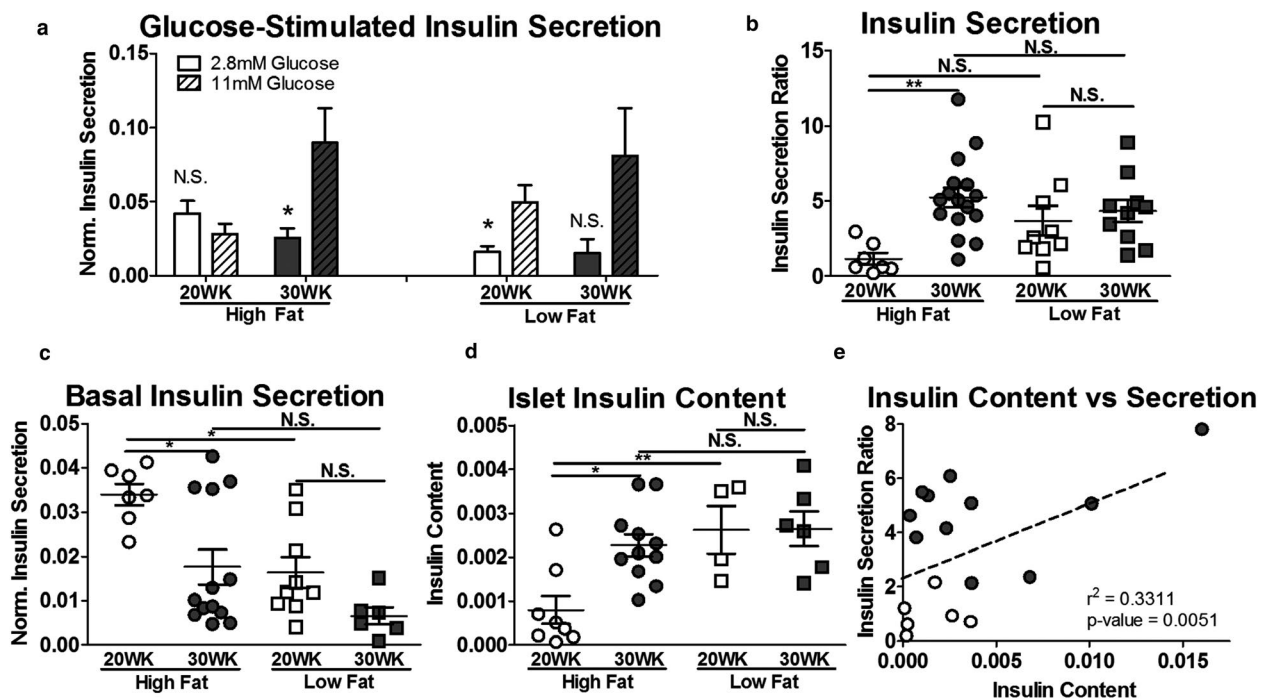 a
Glucose-Stimulated Insulin Secretion
Norm. Insulin Secretion
0.15
0.10
0.05
0.00
2.8mM Glucose
11mM Glucose
N.S.
*
*
N.S.
20WK
30WK
20WK
30WK
High Fat
Low Fat
b
Insulin Secretion
Insulin Secretion Ratio
15
10
5
0
N.S.
N.S.
**
N.S.
20WK
30WK
20WK
30WK
High Fat
Low Fat
c
Basal Insulin Secretion
Norm. Insulin Secretion
0.05
0.04
0.03
0.02
0.01
0.00
N.S.
*
*
N.S.
20WK
30WK
20WK
30WK
High Fat
Low Fat
d
Islet Insulin Content
Insulin Content
0.005
0.004
0.003
0.002
0.001
0.000
N.S.
N.S.
**
*
20WK
30WK
20WK
30WK
High Fat
Low Fat
e
Insulin Content vs Secretion
Insulin Secretion Ratio
8
6
4
2
0
r² = 0.3311
p-value = 0.0051
0.000
0.005
0.010
0.015
Insulin Content